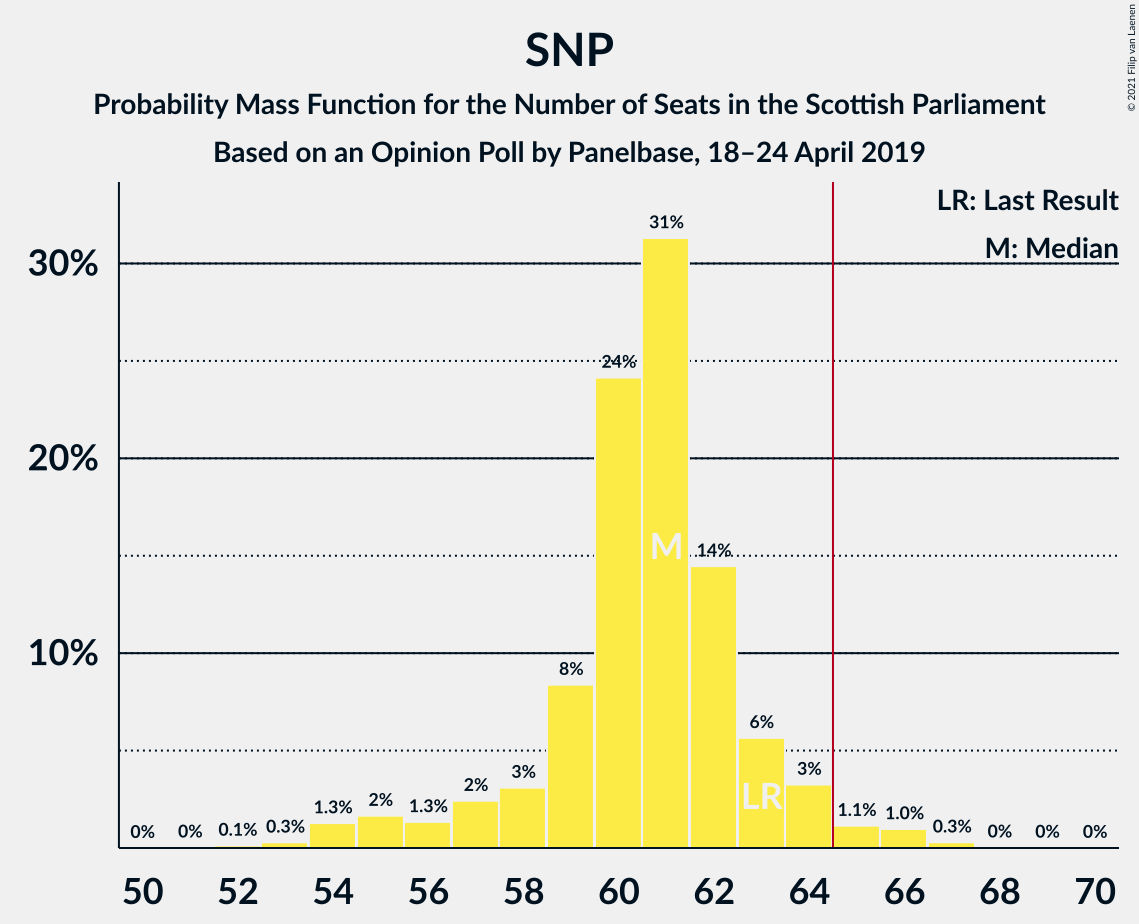 SNP
Probability Mass Function for the Number of Seats in the Scottish Parliament
Based on an Opinion Poll by Panelbase, 18–24 April 2019
© 2021 Filip van Laenen
LR: Last Result
M: Median
30%
20%
10%
0%
0%
0.1%
0.3%
1.3%
2%
1.3%
2%
3%
8%
24%
31%
14%
6%
3%
1.1%
1.0%
0.3%
0%
0%
0%
M
LR
50 52 54 56 58 60 62 64 66 68 70